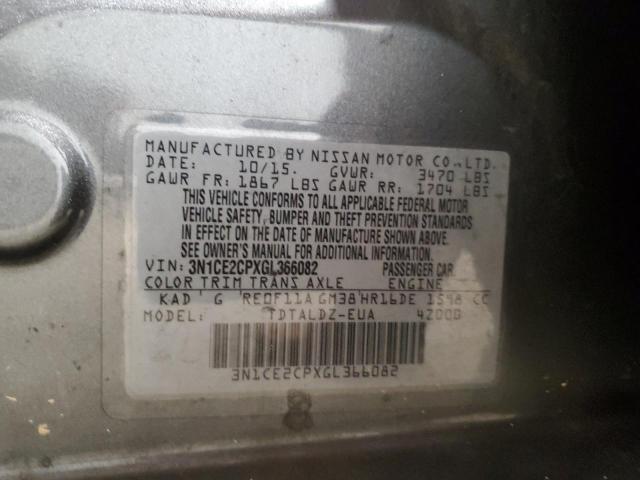 MANUFACTURED BY NISSAN MOTOR CO.,LTD.
DATE: 10/15. GVWR: 3470 LBS
GAWR FR: 1867 LBS GAWR RR: 1704 LBS
THIS VEHICLE CONFORMS TO ALL APPLICABLE FEDERAL MOTOR
VEHICLE SAFETY, BUMPER AND THEFT PREVENTION STANDARDS
IN EFFECT ON THE DATE OF MANUFACTURE SHOWN ABOVE.
SEE OWNER'S MANUAL FOR ADDITIONAL INFORMATION.
VIN: 3N1CE2CPXGL366082 PASSENGER CAR
COLOR TRIM TRANS AXLE ENGINE
KAD G RE0F11A GM38 HR16DE 1598 CC
MODEL: TDTALDZ-EUA 4Z000
3N1CE2CPXGL366082